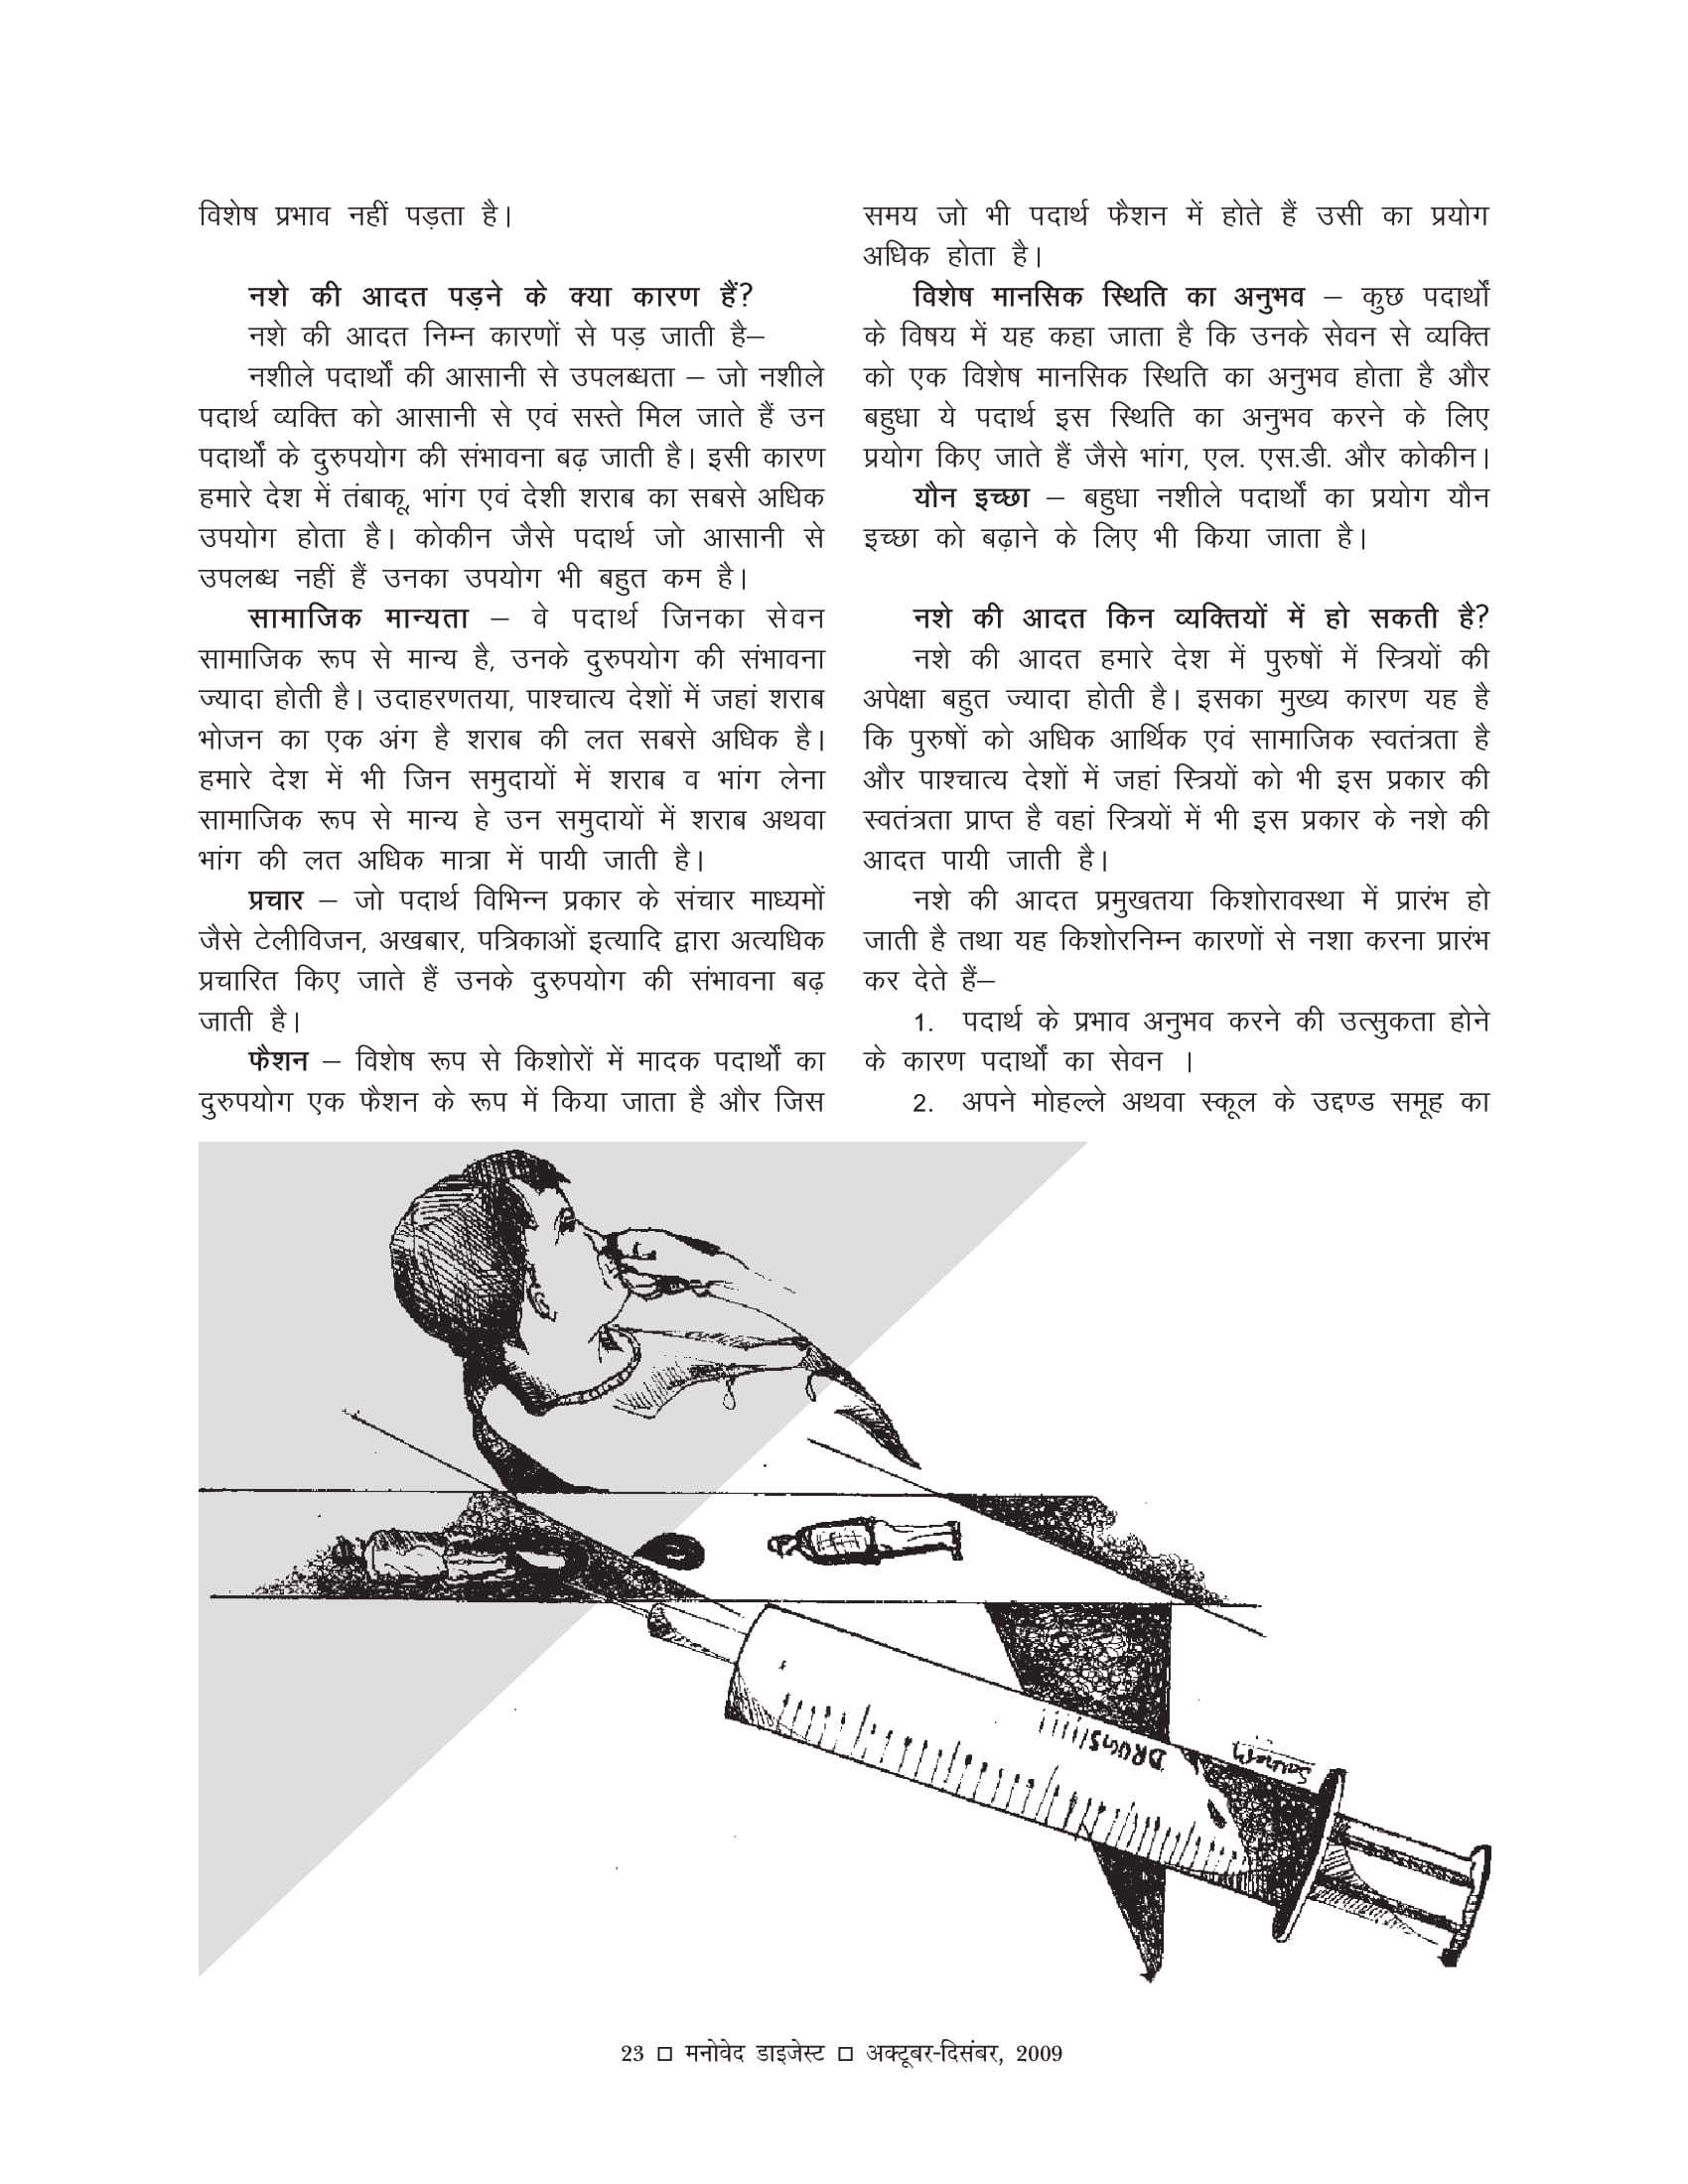 विशेष प्रभाव नहीं पड़ता है।
नशे की आदत पड़ने के क्या कारण हैं?
नशे की आदत निम्न कारणों से पड़ जाती है–
नशीले पदार्थों की आसानी से उपलब्धता – जो नशीले
पदार्थ व्यक्ति को आसानी से एवं सस्ते मिल जाते हैं उन
पदार्थों के दुरुपयोग की संभावना बढ़ जाती है। इसी कारण
हमारे देश में तंबाकू, भांग एवं देशी शराब का सबसे अधिक
उपयोग होता है। कोकीन जैसे पदार्थ जो आसानी से
उपलब्ध नहीं हैं उनका उपयोग भी बहुत कम है।
सामाजिक मान्यता – वे पदार्थ जिनका सेवन
सामाजिक रूप से मान्य है, उनके दुरुपयोग की संभावना
ज्यादा होती है। उदाहरणतया, पाश्चात्य देशों में जहां शराब
भोजन का एक अंग है शराब की लत सबसे अधिक है।
हमारे देश में भी जिन समुदायों में शराब व भांग लेना
सामाजिक रूप से मान्य हे उन समुदायों में शराब अथवा
भांग की लत अधिक मात्रा में पायी जाती है।
प्रचार – जो पदार्थ विभिन्न प्रकार के संचार माध्यमों
जैसे टेलीविजन, अखबार, पत्रिकाओं इत्यादि द्वारा अत्यधिक
प्रचारित किए जाते हैं उनके दुरुपयोग की संभावना बढ़
जाती है।
फैशन – विशेष रूप से किशोरों में मादक पदार्थों का
दुरुपयोग एक फैशन के रूप में किया जाता है और जिस
समय जो भी पदार्थ फैशन में होते हैं उसी का प्रयोग
अधिक होता है।
विशेष मानसिक स्थिति का अनुभव – कुछ पदार्थों
के विषय में यह कहा जाता है कि उनके सेवन से व्यक्ति
को एक विशेष मानसिक स्थिति का अनुभव होता है और
बहुधा ये पदार्थ इस स्थिति का अनुभव करने के लिए
प्रयोग किए जाते हैं जैसे भांग, एल. एस.डी. और कोकीन।
यौन इच्छा – बहुधा नशीले पदार्थों का प्रयोग यौन
इच्छा को बढ़ाने के लिए भी किया जाता है।
नशे की आदत किन व्यक्तियों में हो सकती है?
नशे की आदत हमारे देश में पुरुषों में स्त्रियों की
अपेक्षा बहुत ज्यादा होती है। इसका मुख्य कारण यह है
कि पुरुषों को अधिक आर्थिक एवं सामाजिक स्वतंत्रता है
और पाश्चात्य देशों में जहां स्त्रियों को भी इस प्रकार की
स्वतंत्रता प्राप्त है वहां स्त्रियों में भी इस प्रकार के नशे की
आदत पायी जाती है।
नशे की आदत प्रमुखतया किशोरावस्था में प्रारंभ हो
जाती है तथा यह किशोरनिम्न कारणों से नशा करना प्रारंभ
कर देते हैं–
1. पदार्थ के प्रभाव अनुभव करने की उत्सुकता होने
के कारण पदार्थों का सेवन ।
2. अपने मोहल्ले अथवा स्कूल के उद्दण्ड समूह का
DRUGS
23 □ मनोवेद डाइजेस्ट □ अक्टूबर-दिसंबर, 2009